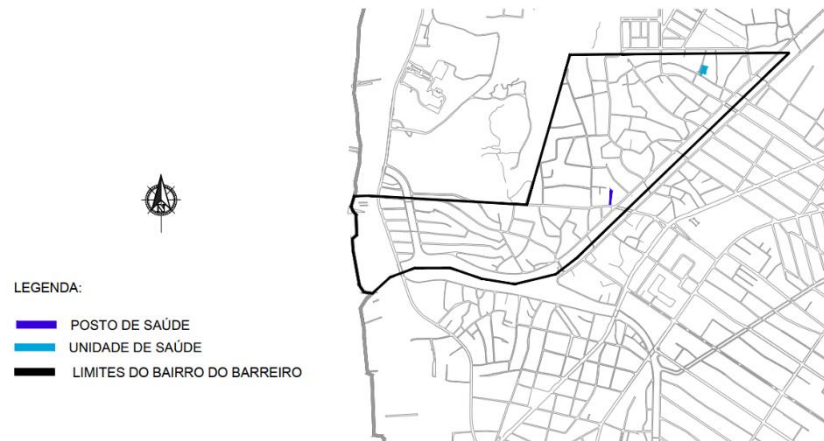 LEGENDA:
POSTO DE SAÚDE
UNIDADE DE SAÚDE
LIMITES DO BAIRRO DO BARREIRO